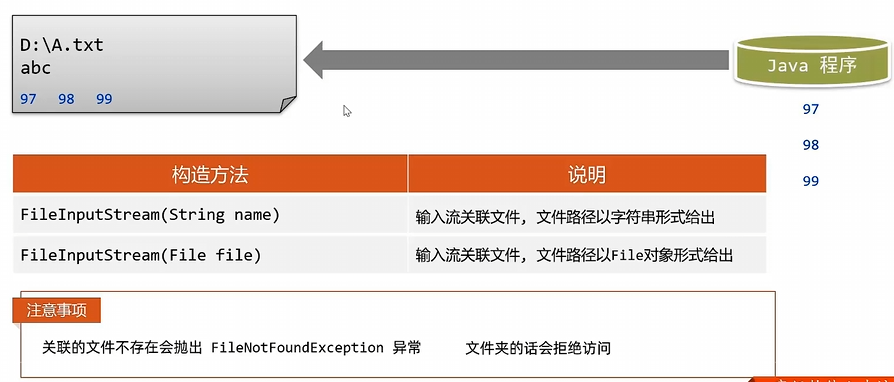 D:\A.txt
abc
97 98 99
Java 程序
97
98
99
构造方法 说明
FileInputStream(String name) 输入流关联文件, 文件路径以字符串形式给出
FileInputStream(File file) 输入流关联文件, 文件路径以File对象形式给出
注意事项
关联的文件不存在会抛出 FileNotFoundException 异常 文件夹的话会拒绝访问